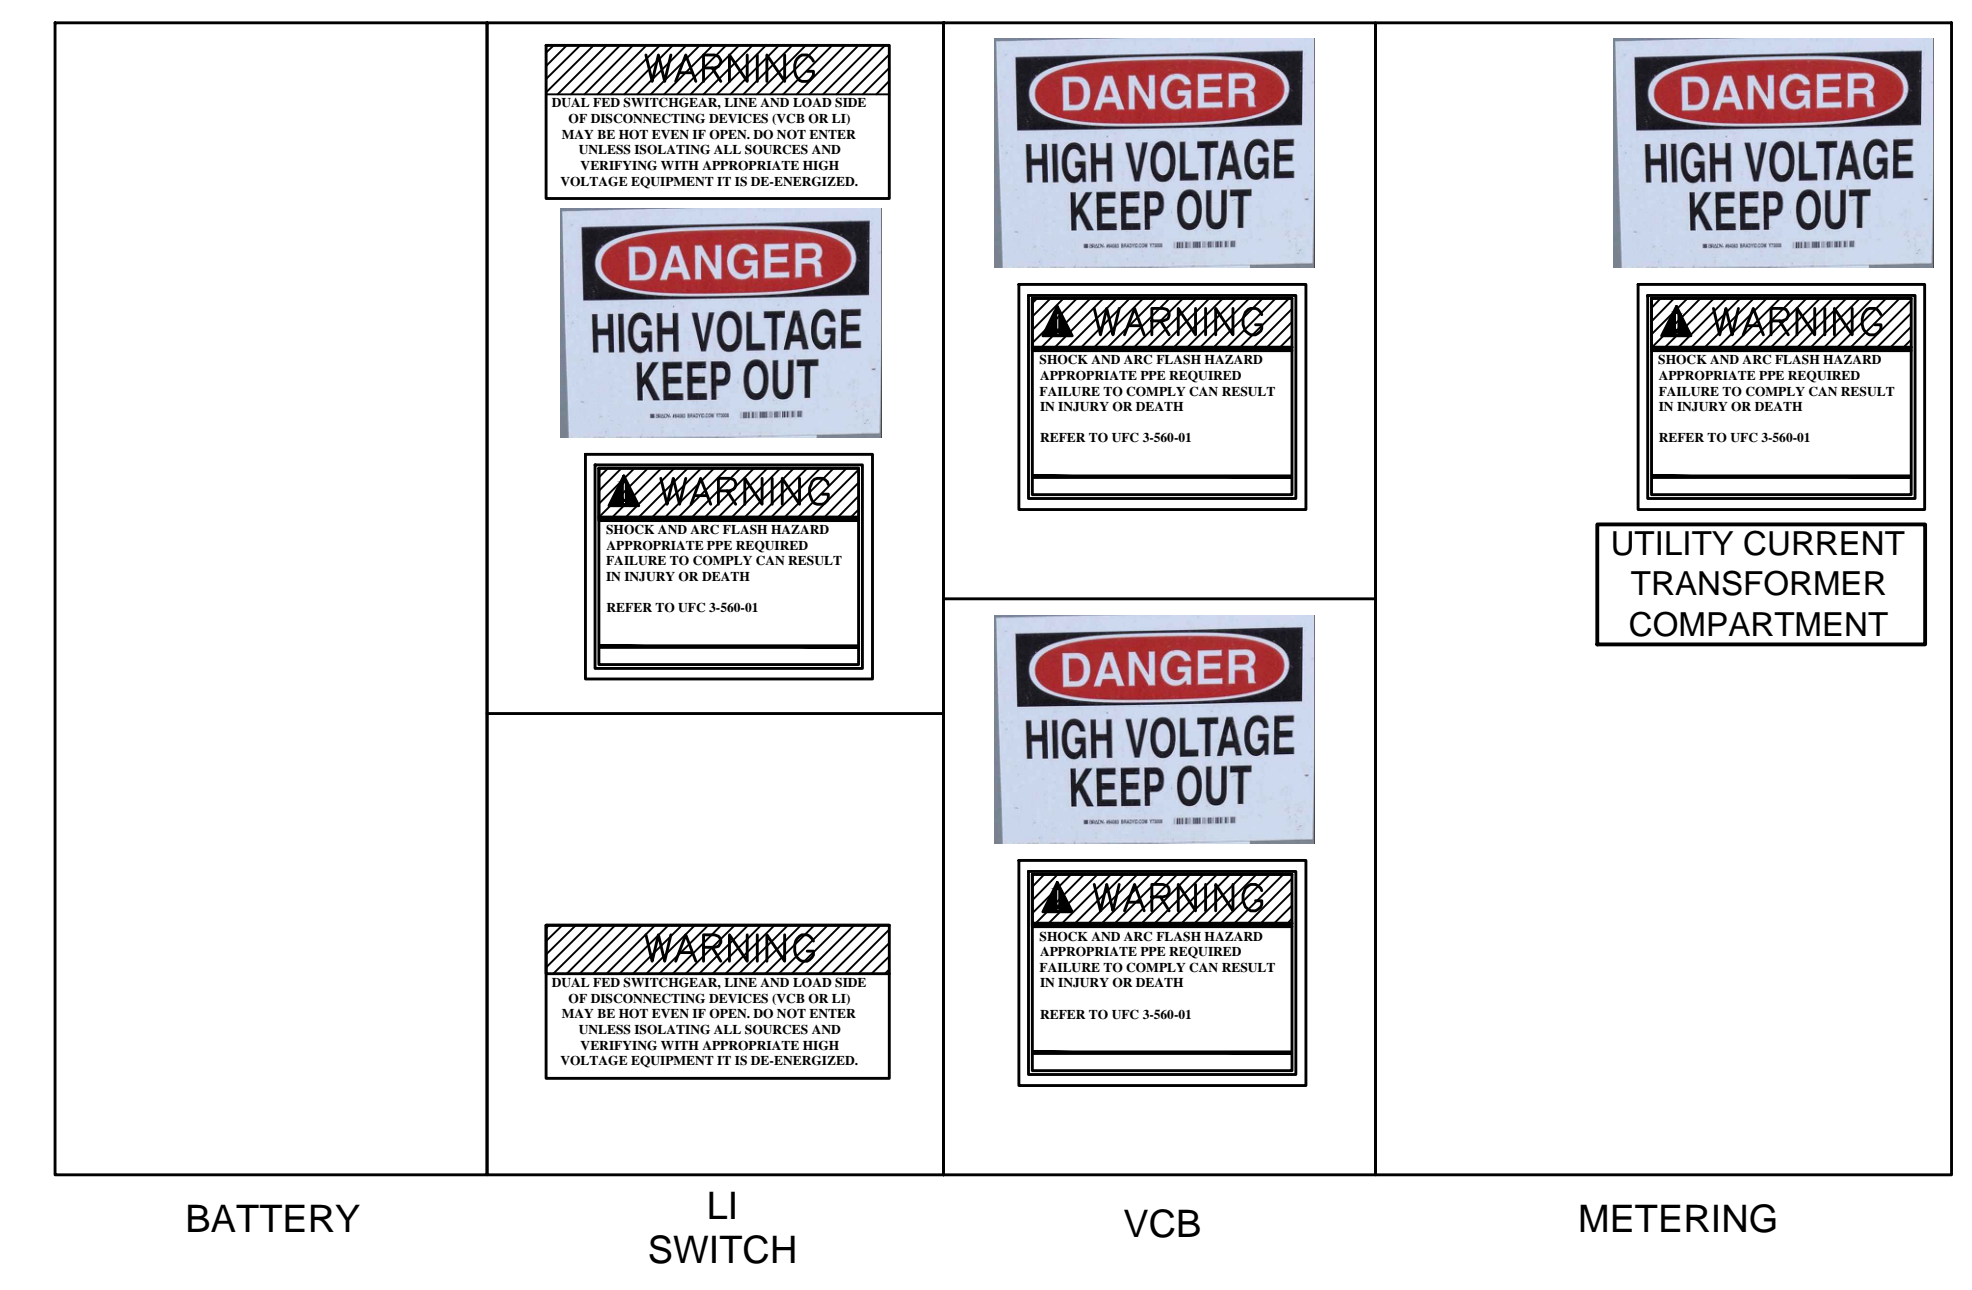 WARNING
DUAL FED SWITCHGEAR, LINE AND LOAD SIDE
OF DISCONNECTING DEVICES (VCB OR LI)
MAY BE HOT EVEN IF OPEN. DO NOT ENTER
UNLESS ISOLATING ALL SOURCES AND
VERIFYING WITH APPROPRIATE HIGH
VOLTAGE EQUIPMENT IT IS DE-ENERGIZED.
DANGER
HIGH VOLTAGE
KEEP OUT
WARNING
SHOCK AND ARC FLASH HAZARD
APPROPRIATE PPE REQUIRED
FAILURE TO COMPLY CAN RESULT
IN INJURY OR DEATH
REFER TO UFC 3-560-01
WARNING
DUAL FED SWITCHGEAR, LINE AND LOAD SIDE
OF DISCONNECTING DEVICES (VCB OR LI)
MAY BE HOT EVEN IF OPEN. DO NOT ENTER
UNLESS ISOLATING ALL SOURCES AND
VERIFYING WITH APPROPRIATE HIGH
VOLTAGE EQUIPMENT IT IS DE-ENERGIZED.
DANGER
HIGH VOLTAGE
KEEP OUT
WARNING
SHOCK AND ARC FLASH HAZARD
APPROPRIATE PPE REQUIRED
FAILURE TO COMPLY CAN RESULT
IN INJURY OR DEATH
REFER TO UFC 3-560-01
DANGER
HIGH VOLTAGE
KEEP OUT
WARNING
SHOCK AND ARC FLASH HAZARD
APPROPRIATE PPE REQUIRED
FAILURE TO COMPLY CAN RESULT
IN INJURY OR DEATH
REFER TO UFC 3-560-01
DANGER
HIGH VOLTAGE
KEEP OUT
WARNING
SHOCK AND ARC FLASH HAZARD
APPROPRIATE PPE REQUIRED
FAILURE TO COMPLY CAN RESULT
IN INJURY OR DEATH
REFER TO UFC 3-560-01
UTILITY CURRENT
TRANSFORMER
COMPARTMENT
BATTERY
LI
SWITCH
VCB
METERING